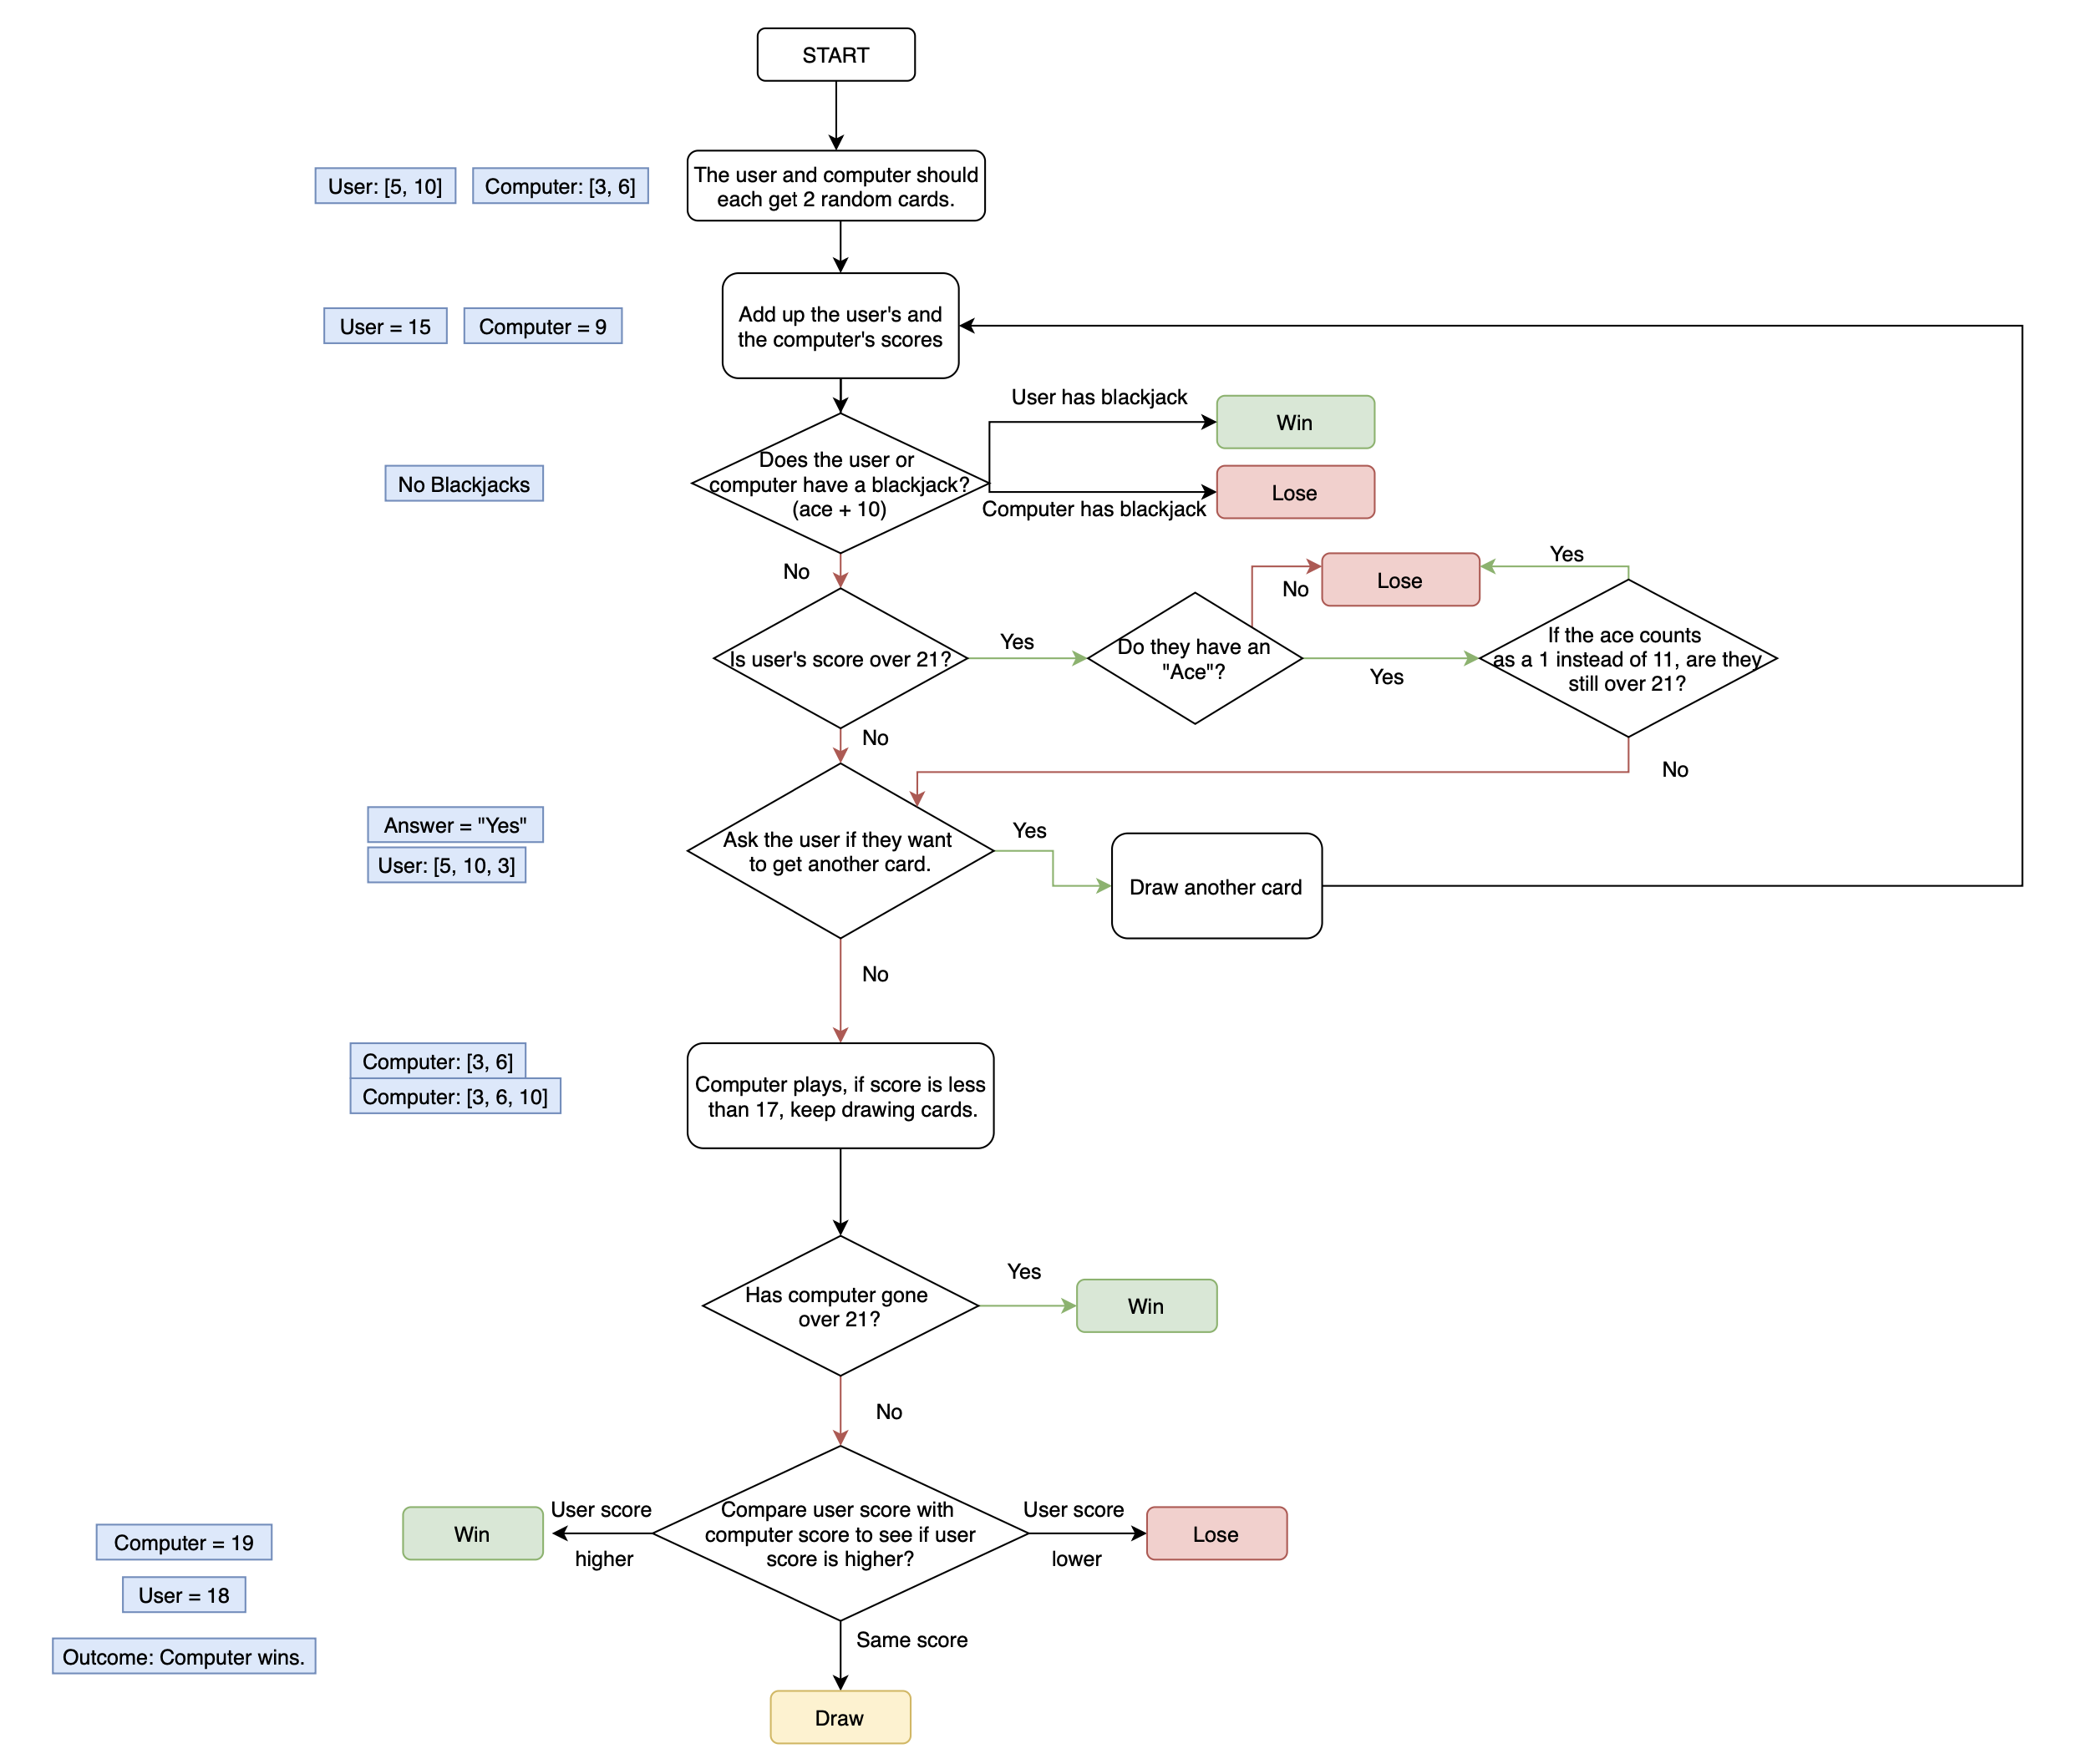 START
User: [5, 10]
Computer: [3, 6]
The user and computer should
each get 2 random cards.
User = 15
Computer = 9
Add up the user's and
the computer's scores
User has blackjack
Win
No Blackjacks
Does the user or
computer have a blackjack?
(ace + 10)
Lose
Computer has blackjack
No
Is user's score over 21?
Yes
Do they have an
"Ace"?
No
Lose
Yes
Yes
If the ace counts
as a 1 instead of 11, are they
still over 21?
No
No
Answer = "Yes"
User: [5, 10, 3]
Ask the user if they want
to get another card.
Yes
Draw another card
No
Computer: [3, 6]
Computer: [3, 6, 10]
Computer plays, if score is less
than 17, keep drawing cards.
Has computer gone
over 21?
Yes
Win
No
Computer = 19
User = 18
Outcome: Computer wins.
Win
User score
higher
Compare user score with
computer score to see if user
score is higher?
User score
lower
Lose
Same score
Draw